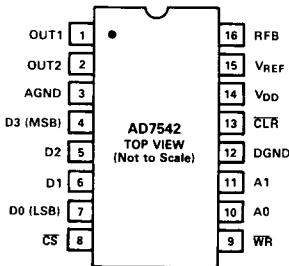 OUT1 1 16 RFB
OUT2 2 15 VREF
AGND 3 14 VDD
D3 (MSB) 4 13 CLR
D2 5 12 DGND
D1 6 11 A1
D0 (LSB) 7 10 A0
CS 8 9 WR
AD7542
TOP VIEW
(Not to Scale)